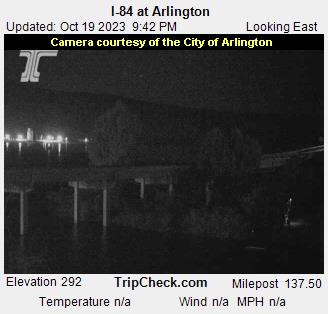 I-84 at Arlington
Updated: Oct 19 2023 9:42 PM Looking East
Camera courtesy of the City of Arlington
Elevation 292 TripCheck.com Milepost 137.50
Temperature n/a Wind n/a MPH n/a